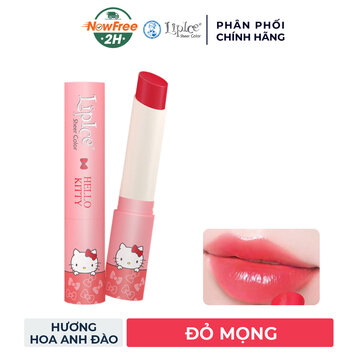 NowFree
2H
LipIce
Sheer Color
PHÂN PHỐI
CHÍNH HÃNG
LipIce
Sheer Color
HELLO
KITTY
HƯƠNG
HOA ANH ĐÀO
ĐỎ MỌNG